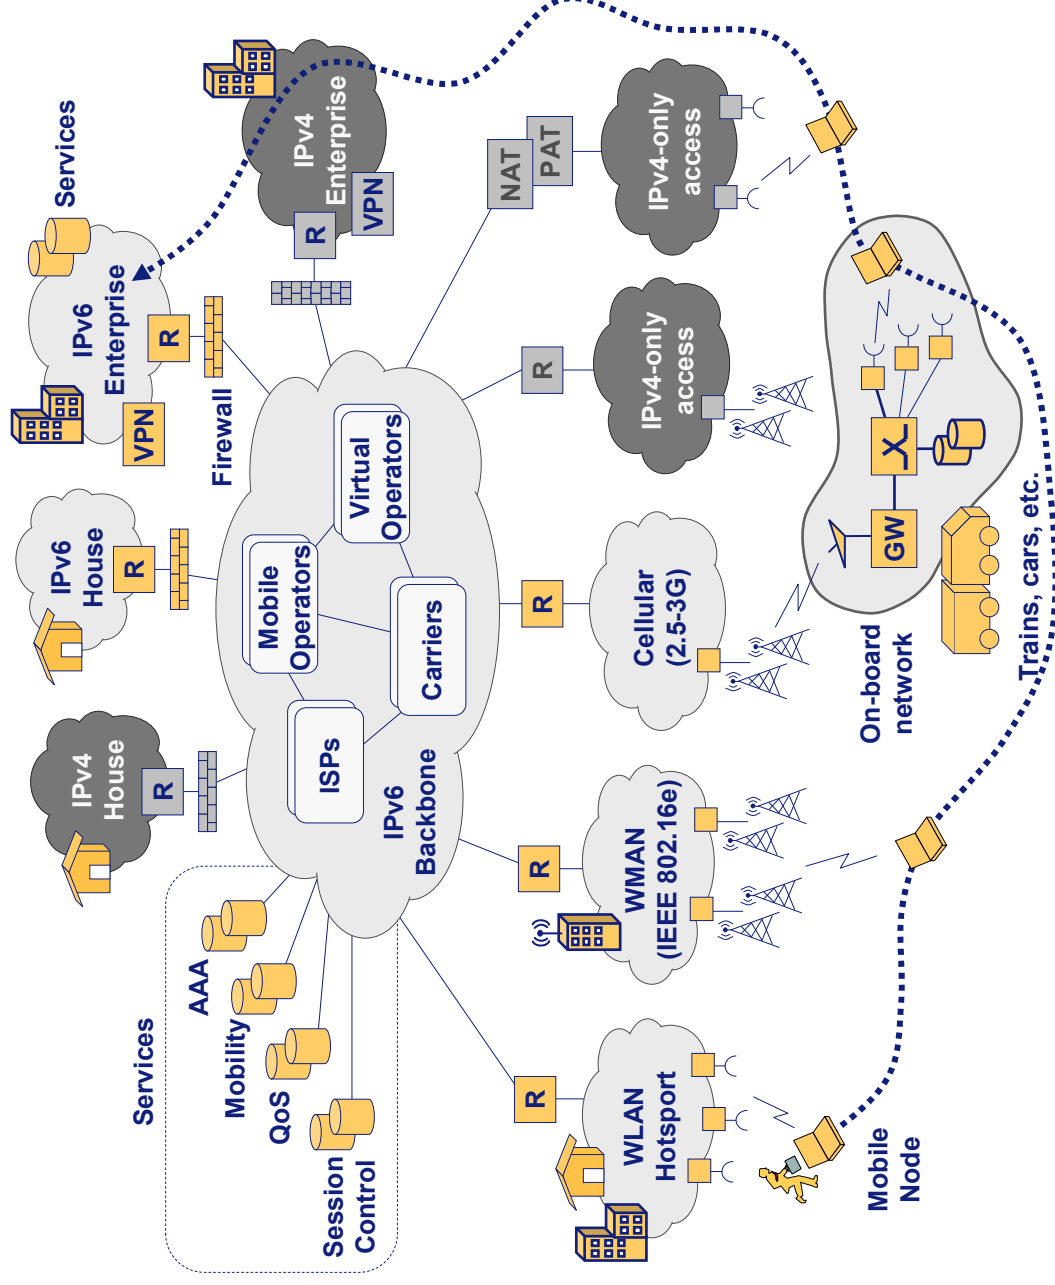 Services
AAA
Mobility
QoS
Session
Control
IPv4
House
R
IPv6
House
R
IPv6
Enterprise
R
VPN
Firewall
Services
IPv4
Enterprise
R
VPN
ISPs
Mobile
Operators
Virtual
Operators
Carriers
IPv6
Backbone
R
R
R
R
NAT
PAT
WLAN
Hotsport
WMAN
(IEEE 802.16e)
Cellular
(2.5-3G)
IPv4-only
access
IPv4-only
access
Mobile
Node
On-board
network
GW
Trains, cars, etc.